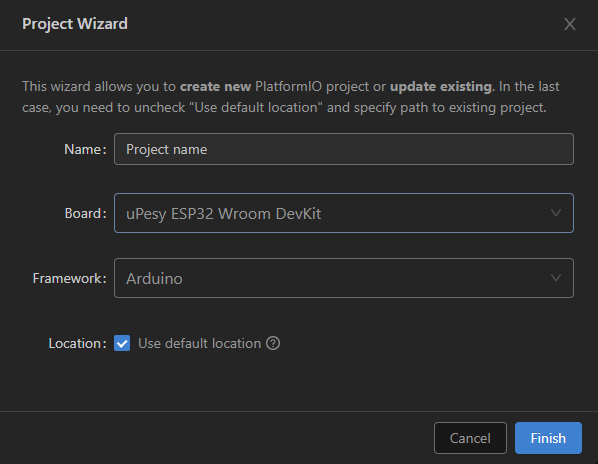 Project Wizard
This wizard allows you to create new PlatformIO project or update existing. In the last
case, you need to uncheck "Use default location" and specify path to existing project.
Name: Project name
Board: uPesy ESP32 Wroom DevKit
Framework: Arduino
Location: Use default location
Cancel Finish